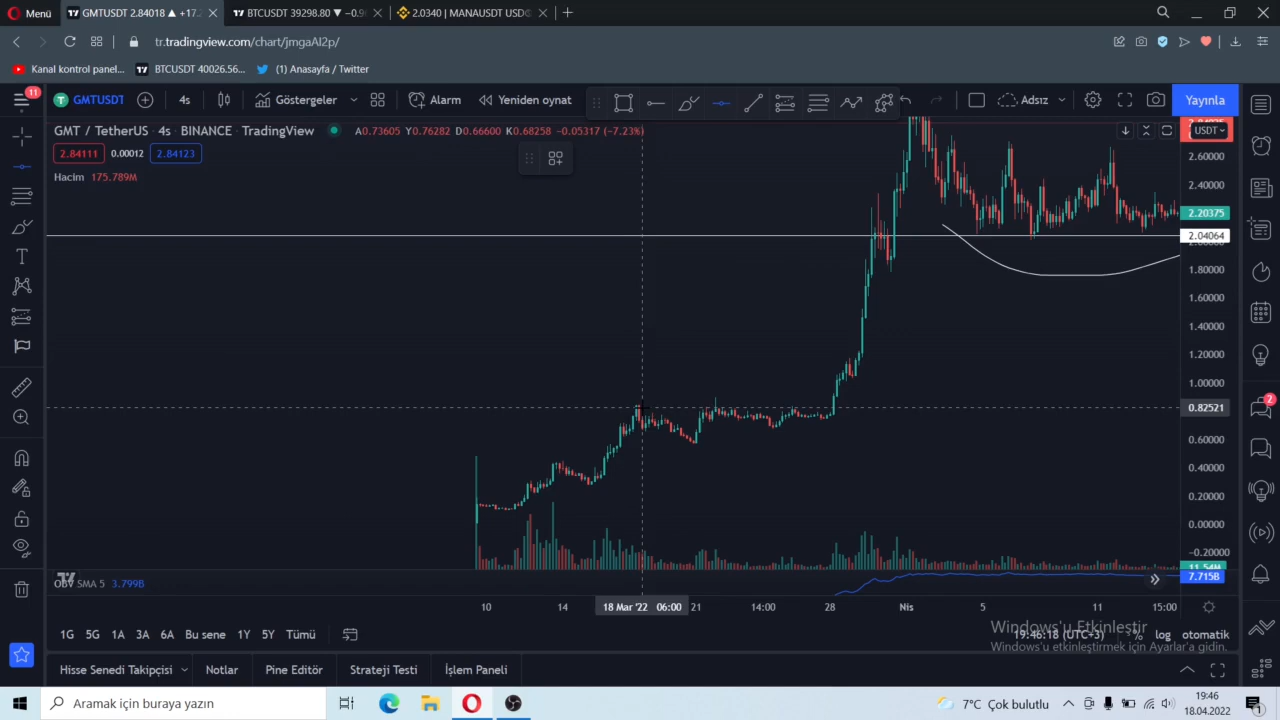 Menü
GMTUSDT 2.84018 ▲ +17.2
BTCUSDT 39298.80 ▼ −0.9
2.0340 | MANAUSDT USD
tr.tradingview.com/chart/jmgaAI2p/
Kanal kontrol panel...
BTCUSDT 40026.56...
(1) Anasayfa / Twitter
11
GMTUSDT
4s
Göstergeler
Alarm
Yeniden oynat
Adsız
Yayınla
GMT / TetherUS · 4s · BINANCE · TradingView
A0.73605 Y0.76282 D0.66600 K0.68258 −0.05317 (−7.23%)
USDT
2.84111
0.00012
2.84123
Hacim 175.789M
2.60000
2.40000
2.20375
2.04064
1.80000
1.60000
1.40000
1.20000
1.00000
0.82521
0.60000
0.40000
0.20000
0.00000
−0.20000
11.54M
7.715B
2
OBV SMA 5 3.799B
10
14
18 Mar '22 06:00
21
14:00
28
Nis
5
11
15:00
Windows'u Etkinleştir
Windows'u etkinleştirmek için Ayarlar'a gidin.
1G 5G 1A 3A 6A Bu sene 1Y 5Y Tümü
19:46:18 (UTC+3)
%
log
otomatik
Hisse Senedi Takipçisi
Notlar
Pine Editör
Strateji Testi
İşlem Paneli
Aramak için buraya yazın
7°C Çok bulutlu
19:46
18.04.2022
1